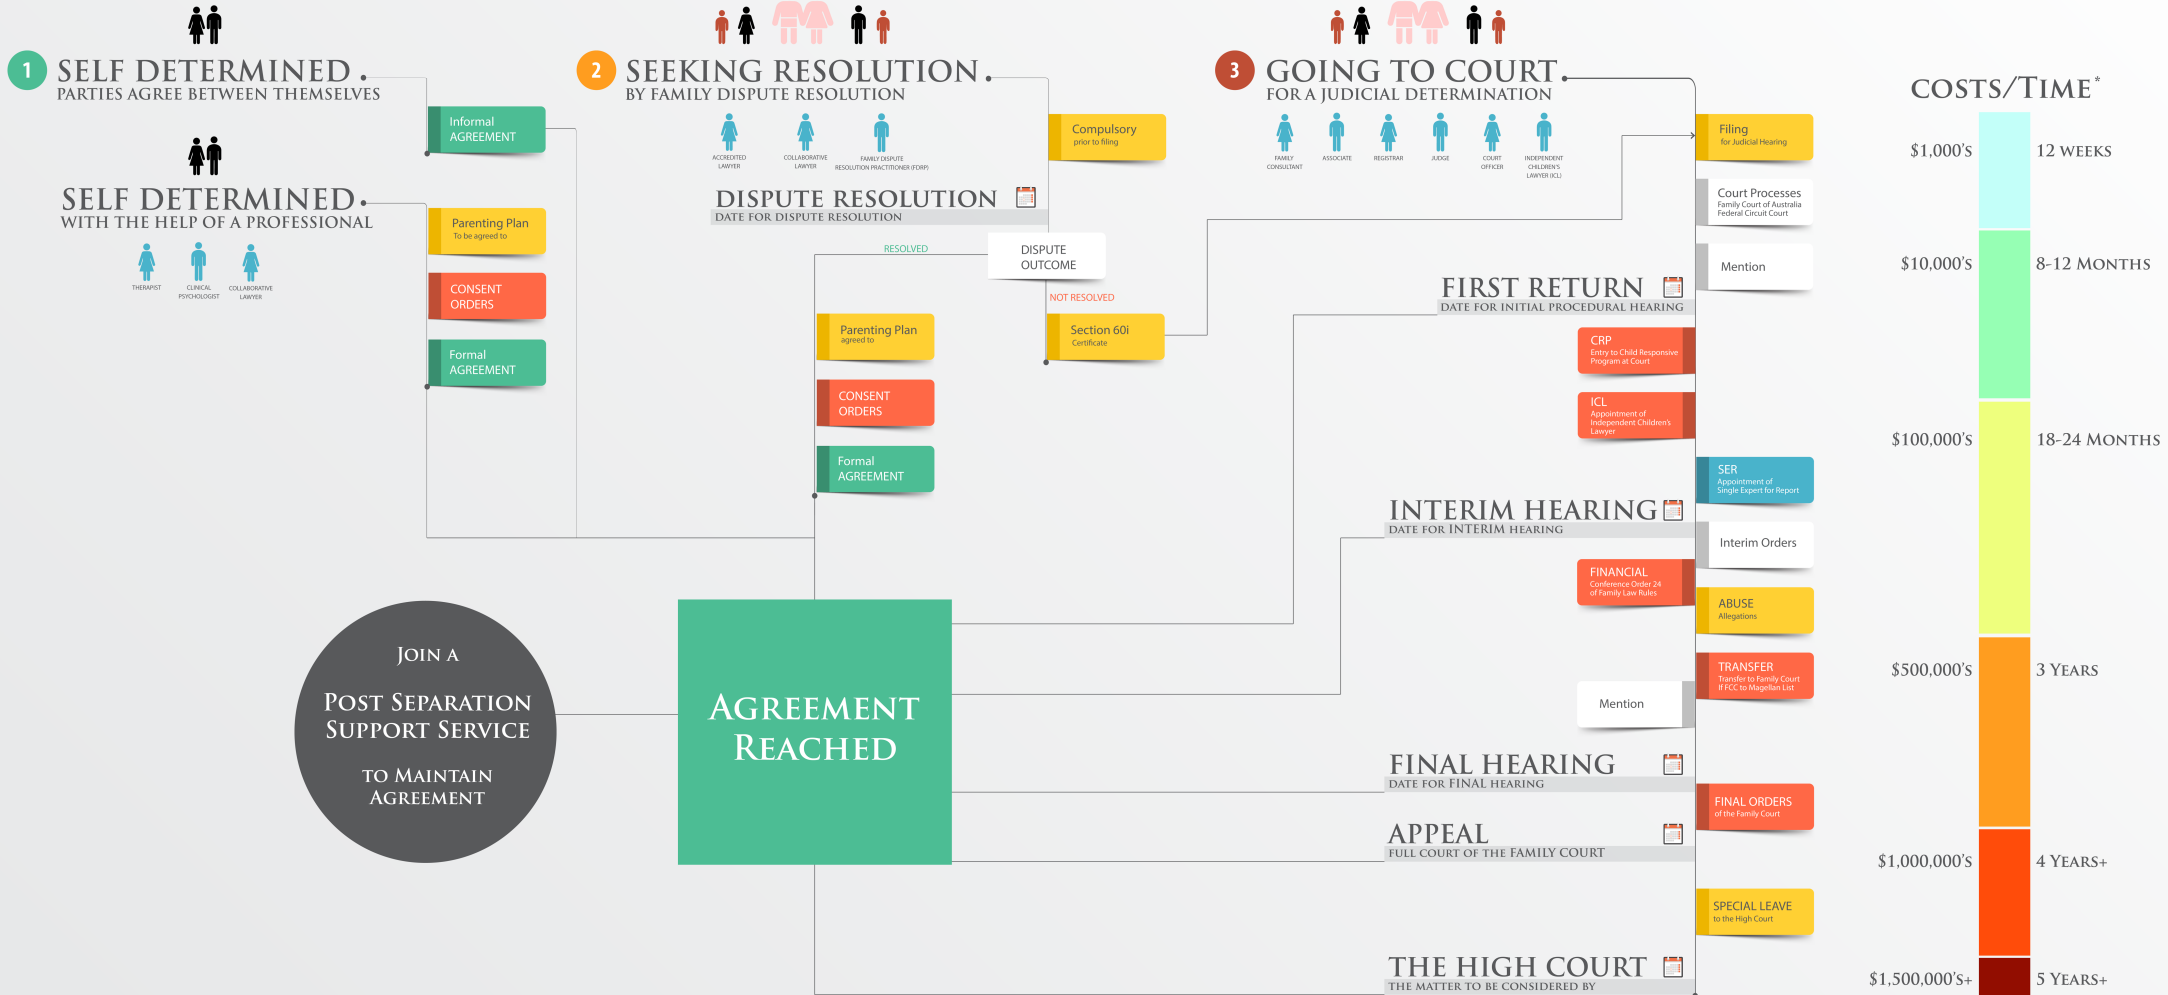 1
SELF DETERMINED
PARTIES AGREE BETWEEN THEMSELVES
Informal
AGREEMENT
SELF DETERMINED
WITH THE HELP OF A PROFESSIONAL
THERAPIST
CLINICAL
PSYCHOLOGIST
COLLABORATIVE
LAWYER
Parenting Plan
To be agreed to
CONSENT
ORDERS
Formal
AGREEMENT
2
SEEKING RESOLUTION
BY FAMILY DISPUTE RESOLUTION
ACCREDITED
LAWYER
COLLABORATIVE
LAWYER
FAMILY DISPUTE
RESOLUTION PRACTITIONER (FDRP)
Compulsory
prior to filing
DISPUTE RESOLUTION
DATE FOR DISPUTE RESOLUTION
RESOLVED
DISPUTE
OUTCOME
NOT RESOLVED
Parenting Plan
agreed to
Section 60i
Certificate
CONSENT
ORDERS
Formal
AGREEMENT
3
GOING TO COURT
FOR A JUDICIAL DETERMINATION
FAMILY
CONSULTANT
ASSOCIATE
REGISTRAR
JUDGE
COURT
OFFICER
INDEPENDENT
CHILDREN'S
LAWYER (ICL)
Filing
for Judicial Hearing
Court Processes
Family Court of Australia
Federal Circuit Court
Mention
FIRST RETURN
DATE FOR INITIAL PROCEDURAL HEARING
CRP
Entry to Child Responsive
Program at Court
ICL
Appointment of
Independent Children's
Lawyer
SER
Appointment of
Single Expert for Report
INTERIM HEARING
DATE FOR INTERIM HEARING
Interim Orders
FINANCIAL
Conference Order 24
of Family Law Rules
ABUSE
Allegations
TRANSFER
Transfer to Family Court
If FCC to Magellan List
Mention
FINAL HEARING
DATE FOR FINAL HEARING
FINAL ORDERS
of the Family Court
APPEAL
FULL COURT OF THE FAMILY COURT
SPECIAL LEAVE
to the High Court
THE HIGH COURT
THE MATTER TO BE CONSIDERED BY
JOIN A
POST SEPARATION
SUPPORT SERVICE
TO MAINTAIN
AGREEMENT
AGREEMENT
REACHED
COSTS/TIME*
$1,000'S
12 WEEKS
$10,000'S
8-12 MONTHS
$100,000'S
18-24 MONTHS
$500,000'S
3 YEARS
$1,000,000'S
4 YEARS+
$1,500,000'S+
5 YEARS+